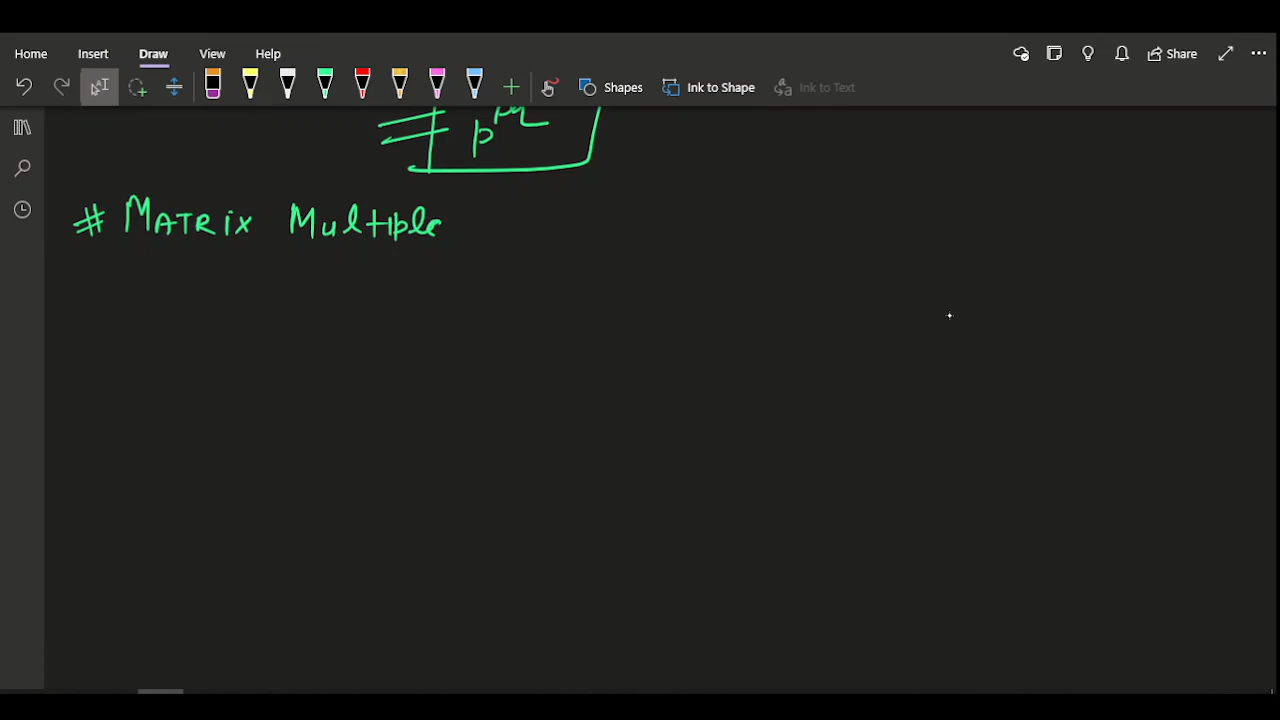 Home Insert Draw View Help Share
Shapes Ink to Shape Ink to Text
# MATRix Multiple